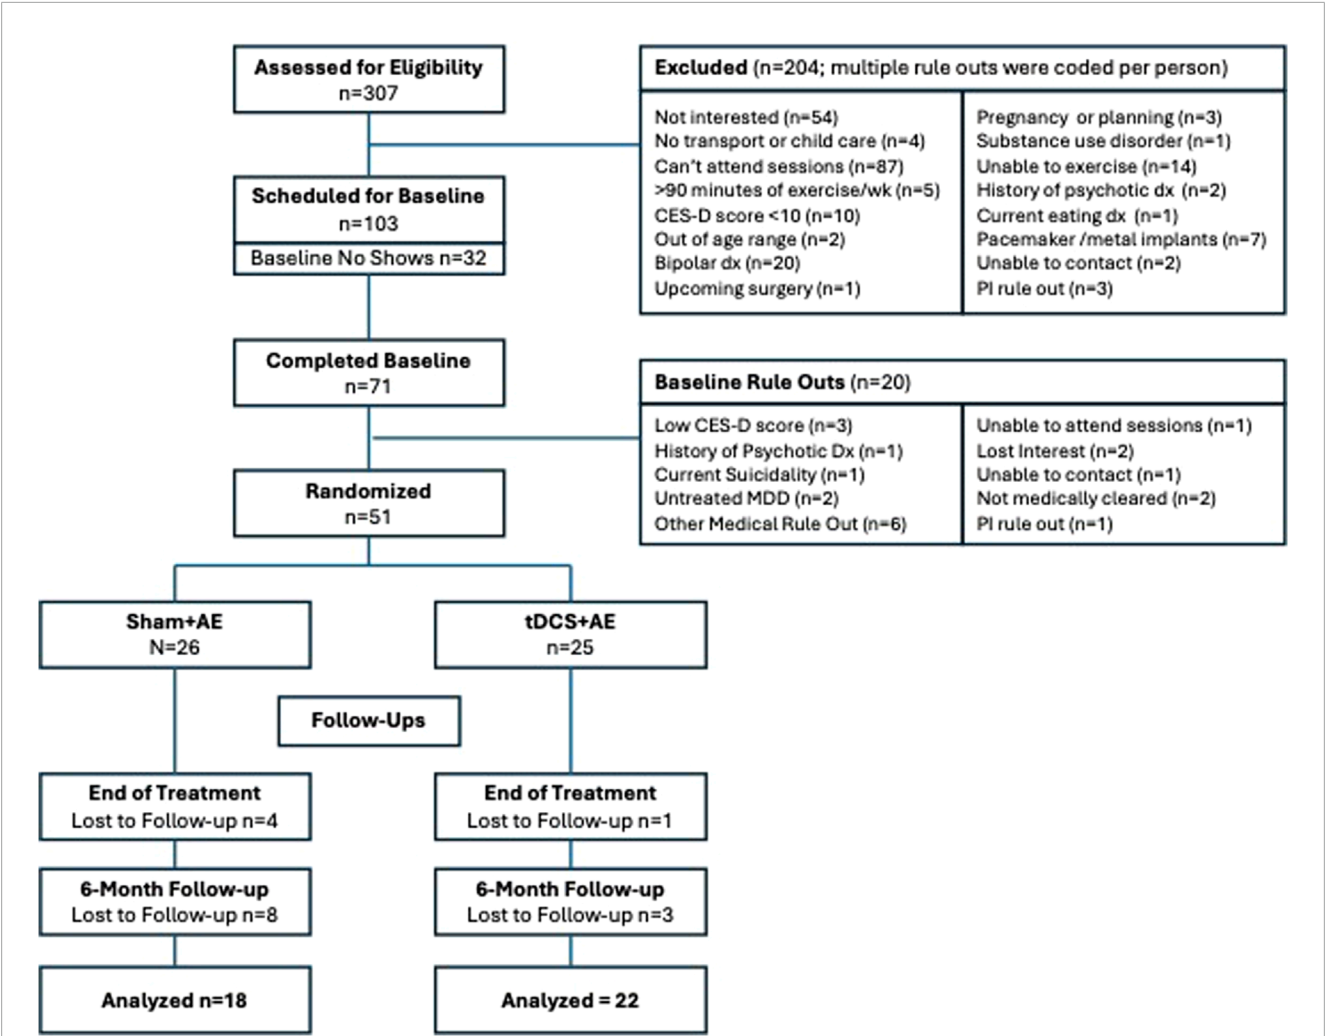 Assessed for Eligibility
n=307
Excluded (n=204; multiple rule outs were coded per person)
Not interested (n=54)
No transport or child care (n=4)
Can't attend sessions (n=87)
>90 minutes of exercise/wk (n=5)
CES-D score <10 (n=10)
Out of age range (n=2)
Bipolar dx (n=20)
Upcoming surgery (n=1)
Pregnancy or planning (n=3)
Substance use disorder (n=1)
Unable to exercise (n=14)
History of psychotic dx (n=2)
Current eating dx (n=1)
Pacemaker /metal implants (n=7)
Unable to contact (n=2)
PI rule out (n=3)
Scheduled for Baseline
n=103
Baseline No Shows n=32
Completed Baseline
n=71
Baseline Rule Outs (n=20)
Low CES-D score (n=3)
History of Psychotic Dx (n=1)
Current Suicidality (n=1)
Untreated MDD (n=2)
Other Medical Rule Out (n=6)
Unable to attend sessions (n=1)
Lost Interest (n=2)
Unable to contact (n=1)
Not medically cleared (n=2)
PI rule out (n=1)
Randomized
n=51
Sham+AE
N=26
tDCS+AE
n=25
Follow-Ups
End of Treatment
Lost to Follow-up n=4
End of Treatment
Lost to Follow-up n=1
6-Month Follow-up
Lost to Follow-up n=8
6-Month Follow-up
Lost to Follow-up n=3
Analyzed n=18
Analyzed = 22